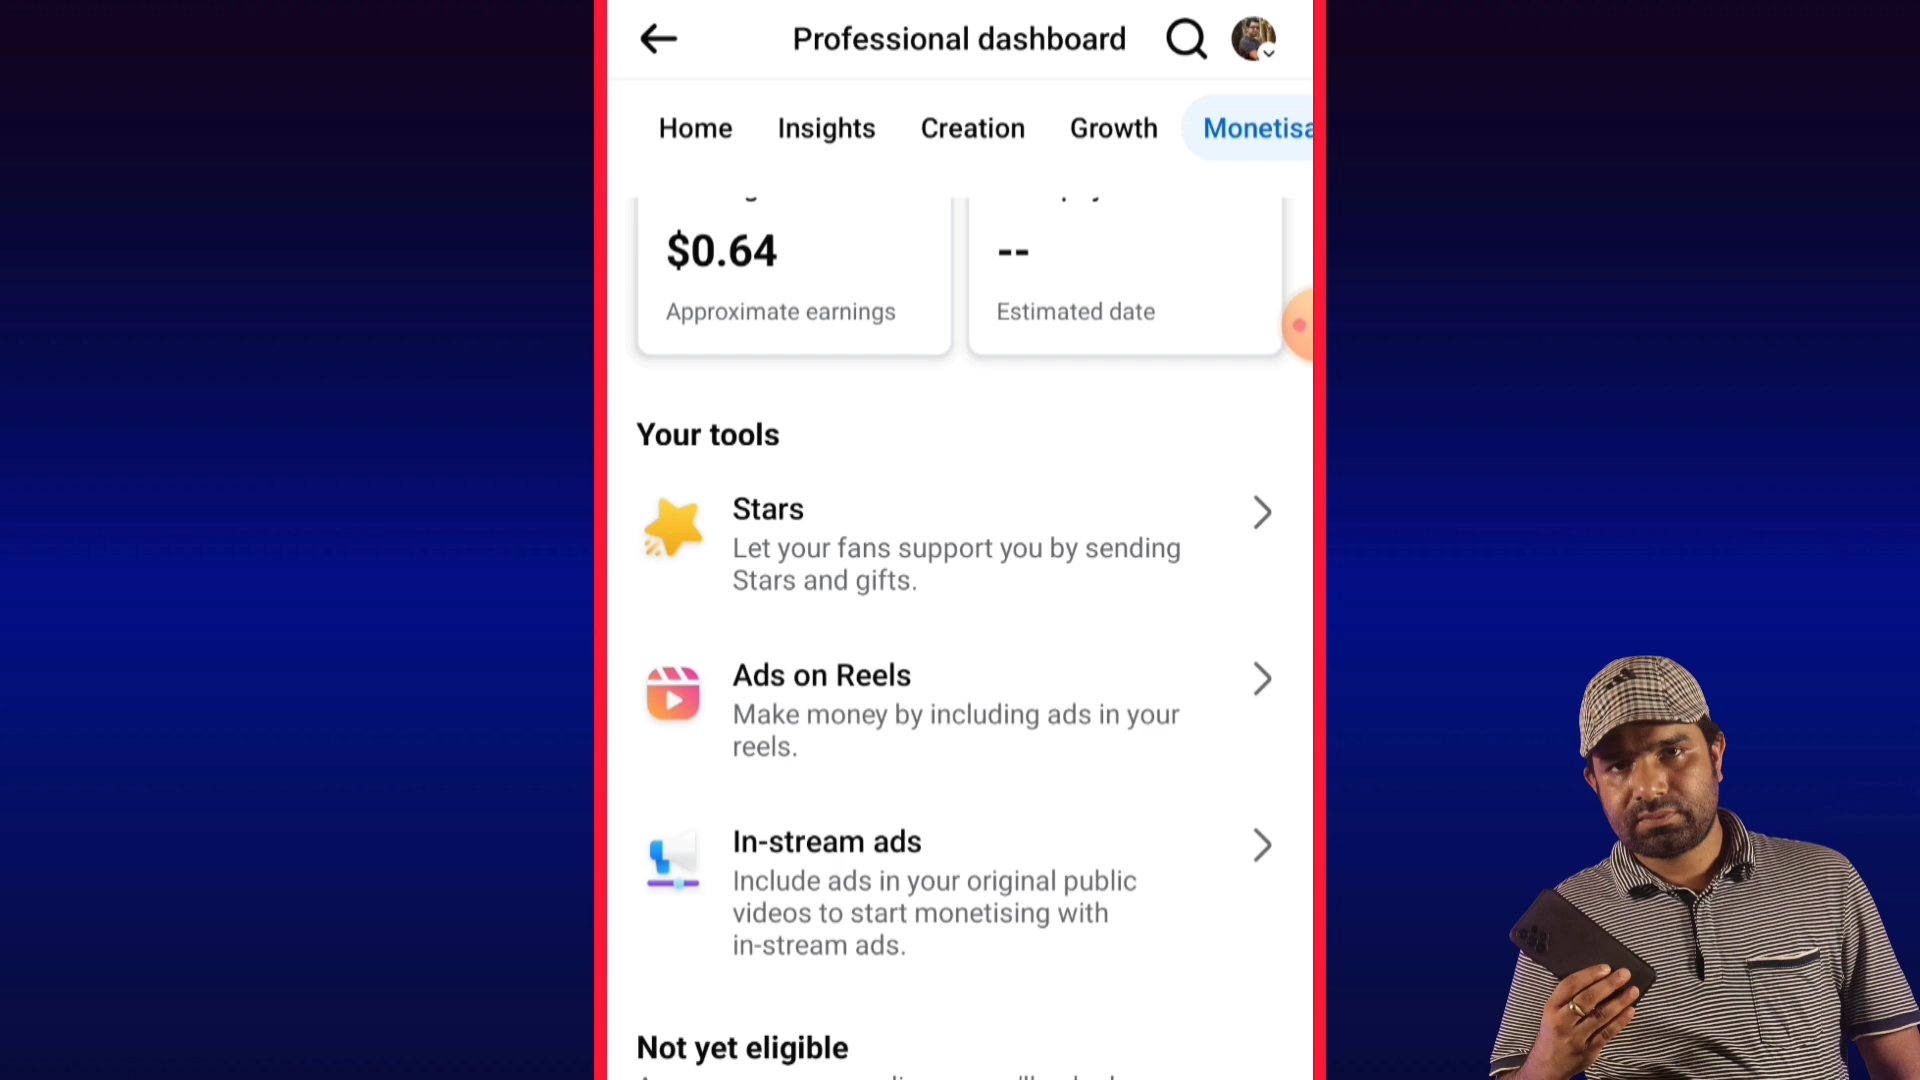 Professional dashboard
Home Insights Creation Growth Monetisa
$0.64 --
Approximate earnings Estimated date
Your tools
Stars
Let your fans support you by sending
Stars and gifts.
Ads on Reels
Make money by including ads in your
reels.
In-stream ads
Include ads in your original public
videos to start monetising with
in-stream ads.
Not yet eligible